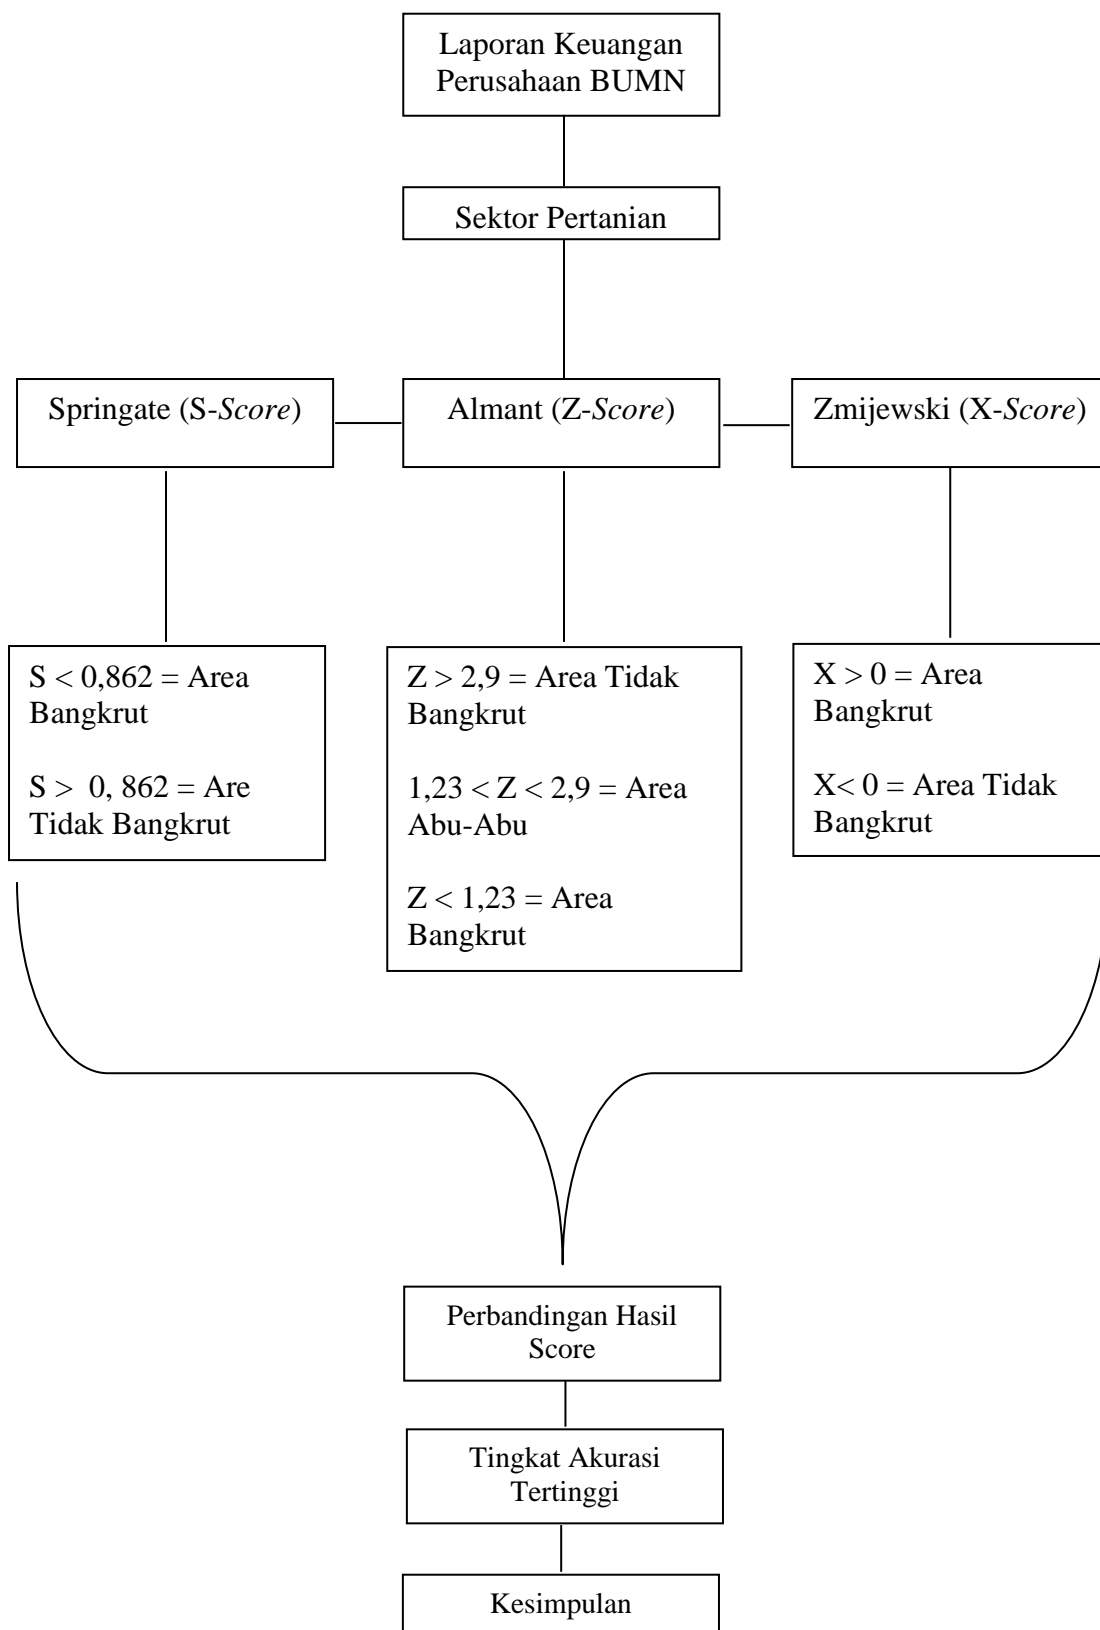 Laporan Keuangan
Perusahaan BUMN
Sektor Pertanian
Springate (S-Score)
Almant (Z-Score)
Zmijewski (X-Score)
S < 0,862 = Area
Bangkrut
S > 0, 862 = Are
Tidak Bangkrut
Z > 2,9 = Area Tidak
Bangkrut
1,23 < Z < 2,9 = Area
Abu-Abu
Z < 1,23 = Area
Bangkrut
X > 0 = Area
Bangkrut
X< 0 = Area Tidak
Bangkrut
Perbandingan Hasil
Score
Tingkat Akurasi
Tertinggi
Kesimpulan